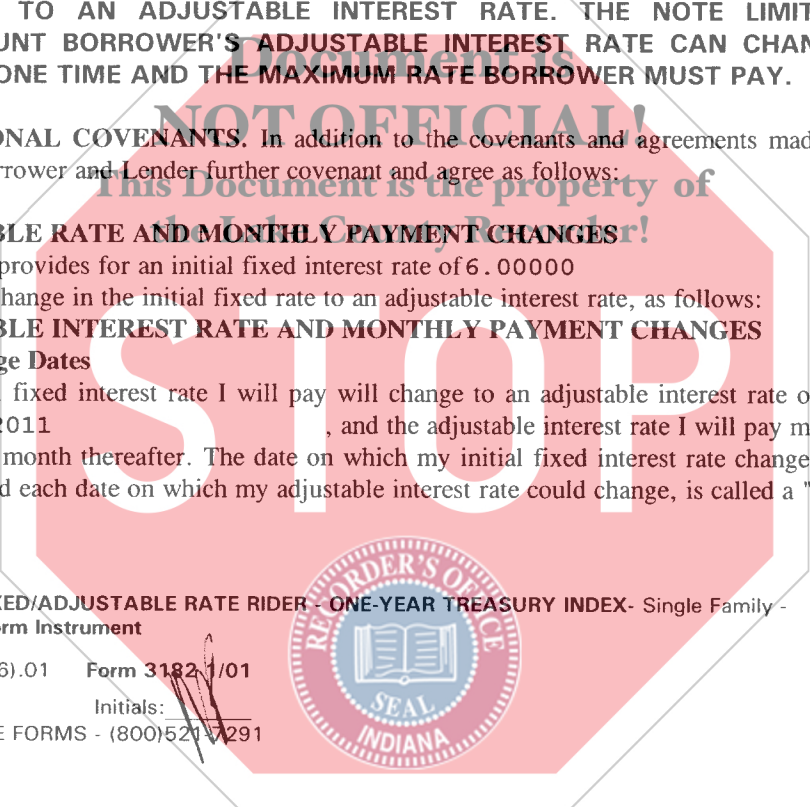 TO AN ADJUSTABLE INTEREST RATE. THE NOTE LIMIT
UNT BORROWER'S ADJUSTABLE INTEREST RATE CAN CHAN
ONE TIME AND THE MAXIMUM RATE BORROWER MUST PAY.
Document is
NOT OFFICIAL!
ONAL COVENANTS. In addition to the covenants and agreements mad
rrower and Lender further covenant and agree as follows:
This Document is the property of
the Lake County Recorder!
BLE RATE AND MONTHLY PAYMENT CHANGES
provides for an initial fixed interest rate of 6.00000
hange in the initial fixed rate to an adjustable interest rate, as follows:
BLE INTEREST RATE AND MONTHLY PAYMENT CHANGES
ge Dates
fixed interest rate I will pay will change to an adjustable interest rate o
2011 , and the adjustable interest rate I will pay m
month thereafter. The date on which my initial fixed interest rate change
d each date on which my adjustable interest rate could change, is called a "
STOP
XED/ADJUSTABLE RATE RIDER - ONE-YEAR TREASURY INDEX- Single Family -
orm Instrument
6).01 Form 3182 1/01
Initials:
E FORMS - (800)521-7291
RECORDER'S OFFICE
SEAL
INDIANA